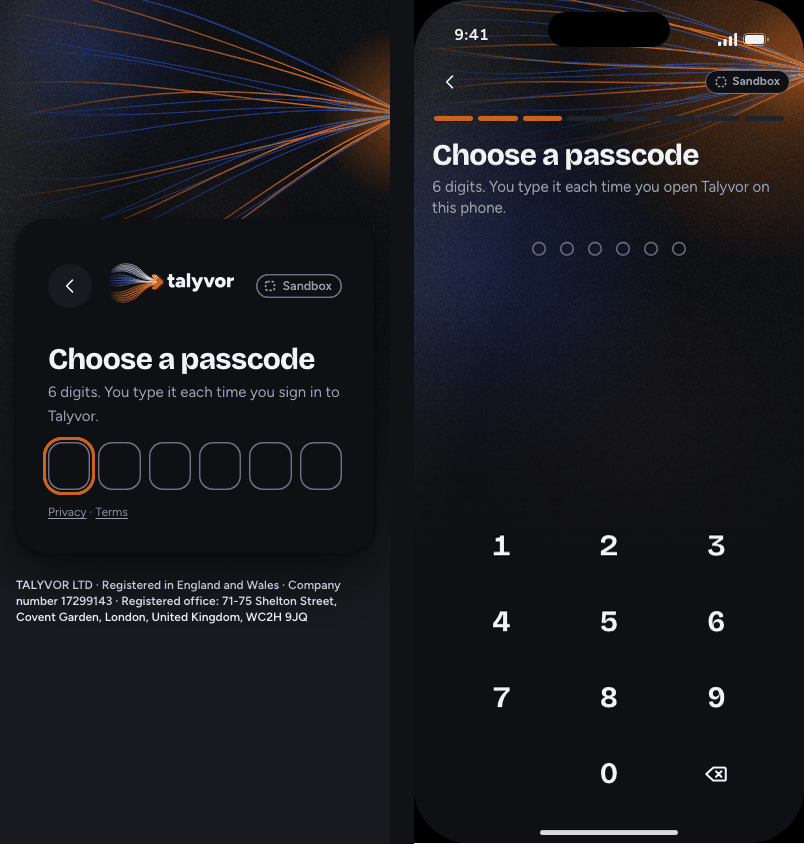 talyvor
Sandbox
Choose a passcode
6 digits. You type it each time you sign in to
Talyvor.
Privacy · Terms
TALYVOR LTD · Registered in England and Wales · Company
number 17299143 · Registered office: 71-75 Shelton Street,
Covent Garden, London, United Kingdom, WC2H 9JQ
9:41
Sandbox
Choose a passcode
6 digits. You type it each time you open Talyvor on
this phone.
1 2 3
4 5 6
7 8 9
0